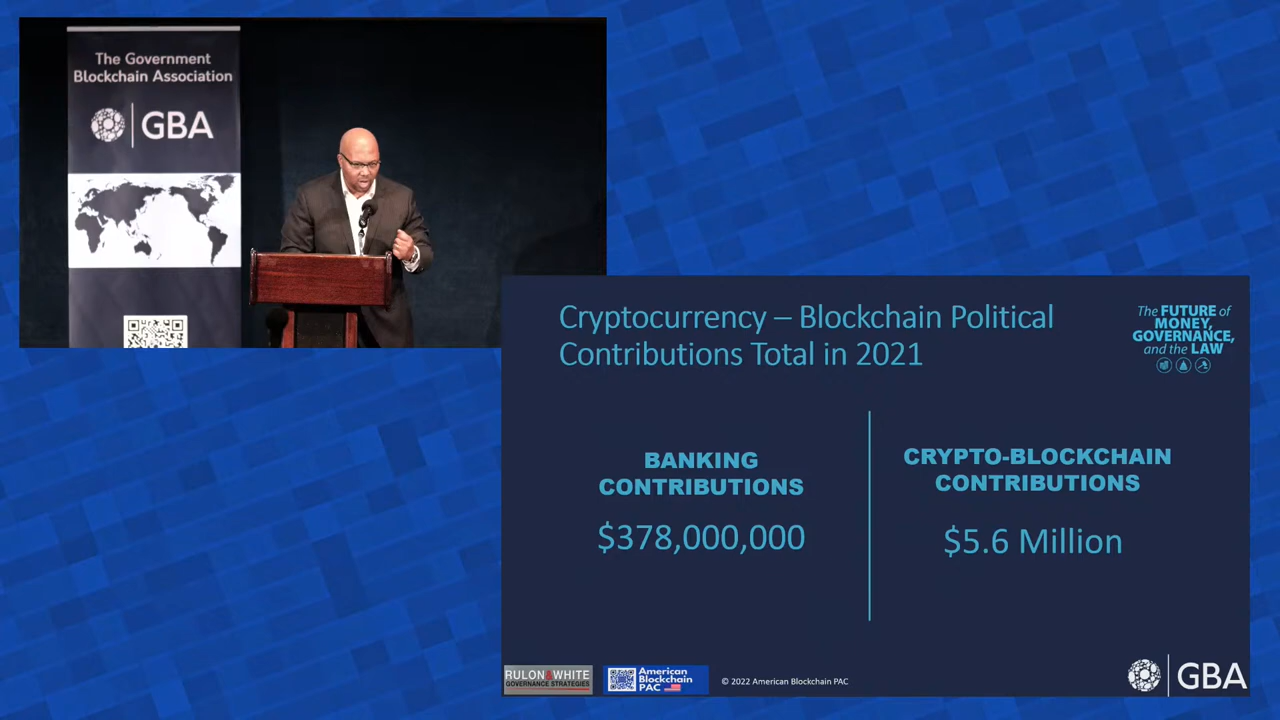 The Government
Blockchain Association
GBA
Cryptocurrency – Blockchain Political
Contributions Total in 2021
The FUTURE of
MONEY,
GOVERNANCE,
and the LAW
BANKING
CONTRIBUTIONS
$378,000,000
CRYPTO-BLOCKCHAIN
CONTRIBUTIONS
$5.6 Million
RULON&WHITE
GOVERNANCE STRATEGIES
American
Blockchain
PAC
© 2022 American Blockchain PAC
GBA